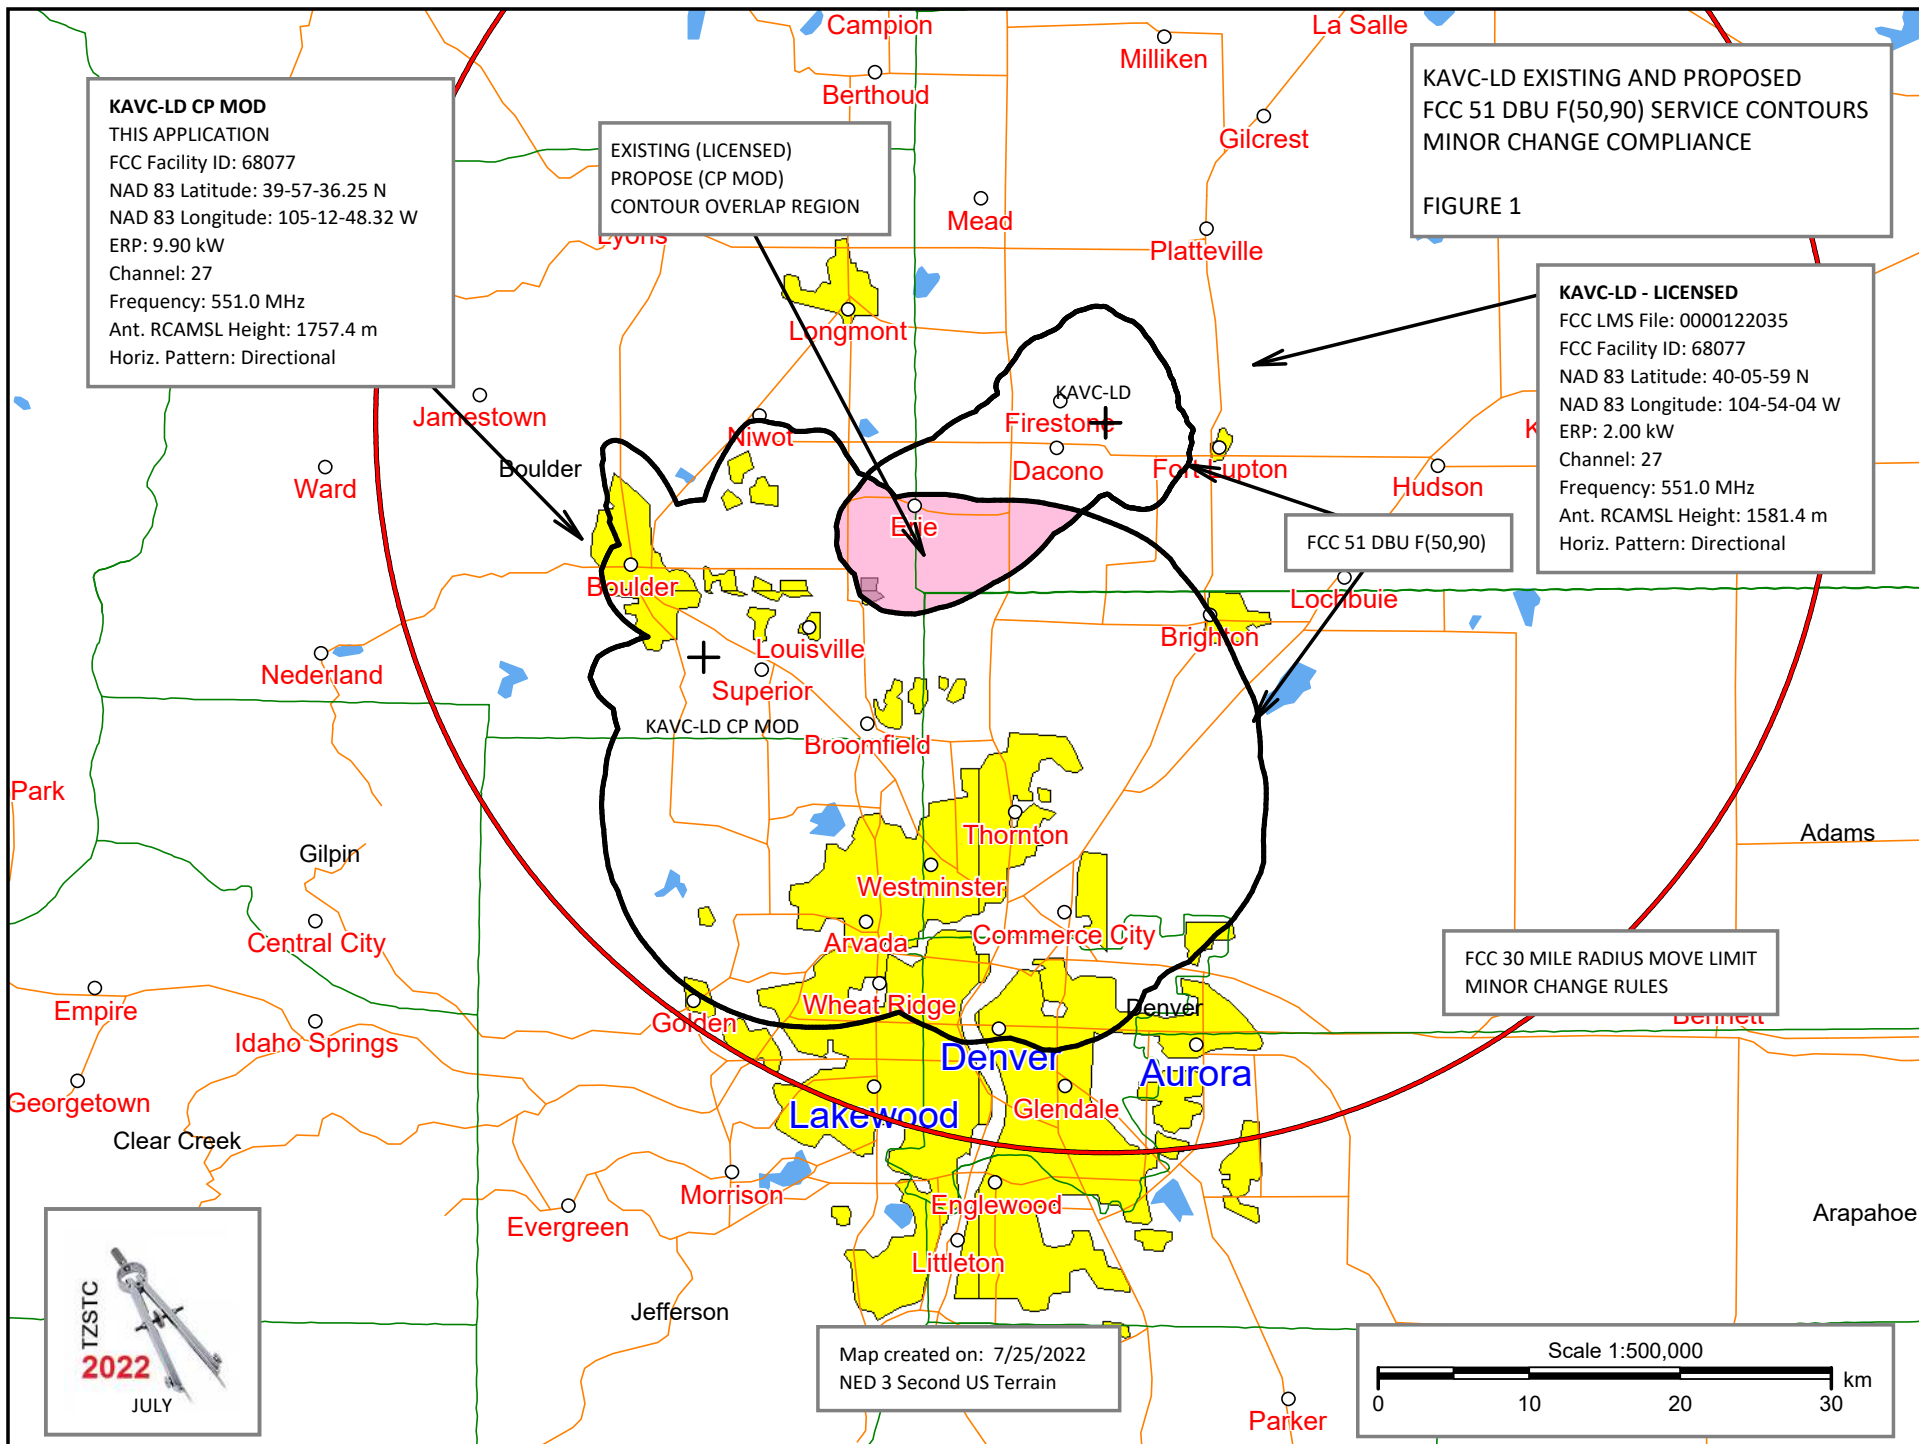 Campion
La Salle
Milliken
Berthoud
Gilcrest
Mead
Platteville
KAVC-LD CP MOD
THIS APPLICATION
FCC Facility ID: 68077
NAD 83 Latitude: 39-57-36.25 N
NAD 83 Longitude: 105-12-48.32 W
ERP: 9.90 kW
Channel: 27
Frequency: 551.0 MHz
Ant. RCAMSL Height: 1757.4 m
Horiz. Pattern: Directional
EXISTING (LICENSED)
PROPOSE (CP MOD)
CONTOUR OVERLAP REGION
KAVC-LD EXISTING AND PROPOSED
FCC 51 DBU F(50,90) SERVICE CONTOURS
MINOR CHANGE COMPLIANCE
FIGURE 1
KAVC-LD - LICENSED
FCC LMS File: 0000122035
FCC Facility ID: 68077
NAD 83 Latitude: 40-05-59 N
NAD 83 Longitude: 104-54-04 W
ERP: 2.00 kW
Channel: 27
Frequency: 551.0 MHz
Ant. RCAMSL Height: 1581.4 m
Horiz. Pattern: Directional
Lyons
Longmont
Jamestown
KAVC-LD
Firestone
Niwot
Boulder
Dacono
Fort Lupton
Ward
Hudson
Erie
FCC 51 DBU F(50,90)
Boulder
Lochbuie
Brighton
Louisville
Nederland
Superior
KAVC-LD CP MOD
Broomfield
Park
Thornton
Adams
Gilpin
Westminster
Central City
Arvada
Commerce City
FCC 30 MILE RADIUS MOVE LIMIT
MINOR CHANGE RULES
Empire
Wheat Ridge
Denver
Golden
Bennett
Idaho Springs
Denver
Aurora
Georgetown
Lakewood
Glendale
Clear Creek
Morrison
Englewood
Evergreen
Arapahoe
Littleton
Jefferson
TZSTC
2022
JULY
Map created on: 7/25/2022
NED 3 Second US Terrain
Scale 1:500,000
km
0 10 20 30
Parker